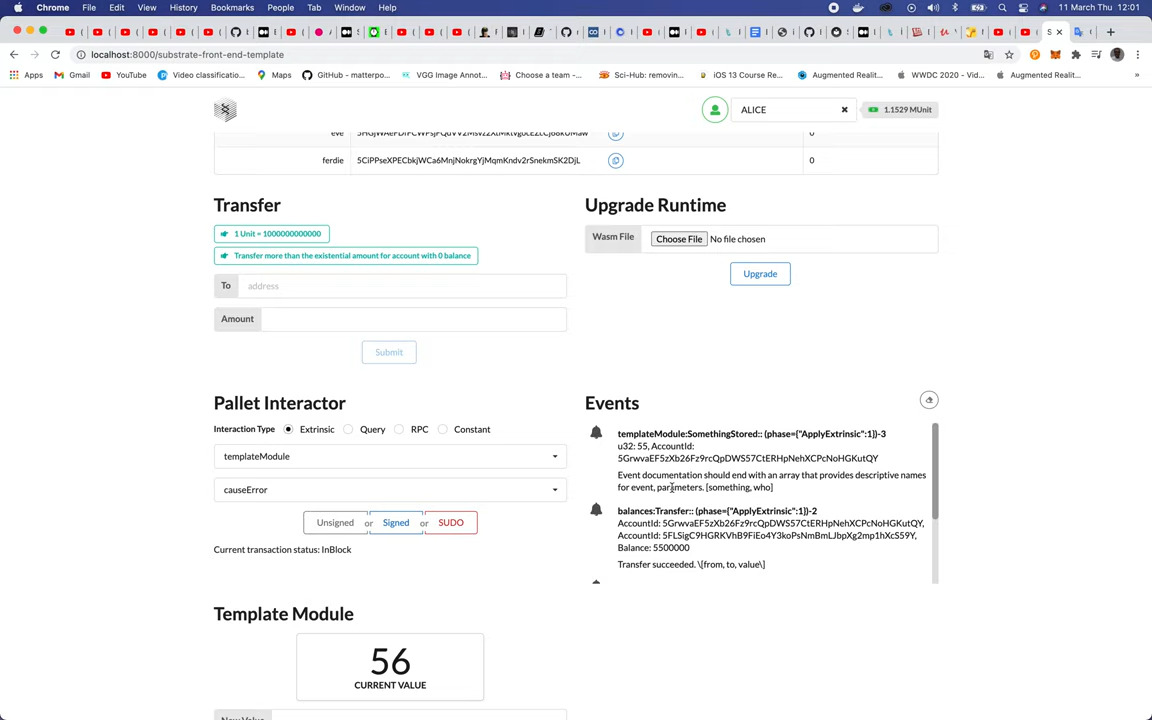 Chrome File Edit View History Bookmarks People Tab Window Help 11 March Thu 12:01
localhost:8000/substrate-front-end-template
Apps Gmail YouTube Video classificatio... Maps GitHub - matterpo... VGG Image Annot... Choose a team -... Sci-Hub: removin... iOS 13 Course Re... Augmented Realit... WWDC 2020 - Vid... Augmented Realit... »
ALICE 1.1529 MUnit
eve 0
ferdie 5CiPPseXPECbkjWCa6MnjNokrgYjMqmKndv2rSnekmSK2DjL 0
Transfer
1 Unit = 1000000000000
Transfer more than the existential amount for account with 0 balance
To address
Amount
Submit
Upgrade Runtime
Wasm File Choose File No file chosen
Upgrade
Pallet Interactor
Interaction Type Extrinsic Query RPC Constant
templateModule
causeError
Unsigned or Signed or SUDO
Current transaction status: InBlock
Events
templateModule:SomethingStored:: (phase={"ApplyExtrinsic":1})-3
u32: 55, AccountId:
5GrwvaEF5zXb26Fz9rcQpDWS57CtERHpNehXCPcNoHGKutQY
Event documentation should end with an array that provides descriptive names
for event, parameters. [something, who]
balances:Transfer:: (phase={"ApplyExtrinsic":1})-2
AccountId: 5GrwvaEF5zXb26Fz9rcQpDWS57CtERHpNehXCPcNoHGKutQY,
AccountId: 5FLSigC9HGRKVhB9FiEo4Y3koPsNmBmLJbpXg2mp1hXcS59Y,
Balance: 5500000
Transfer succeeded. \[from, to, value\]
Template Module
56
CURRENT VALUE
New Value